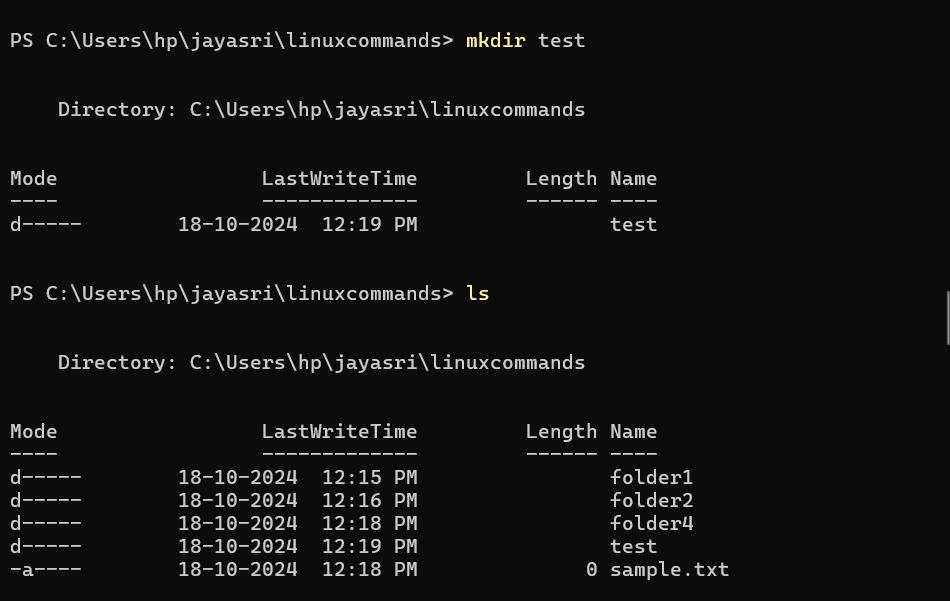 PS C:\Users\hp\jayasri\linuxcommands> mkdir test
Directory: C:\Users\hp\jayasri\linuxcommands
Mode                 LastWriteTime         Length Name
----                 -------------         ------ ----
d-----        18-10-2024  12:19 PM                test
PS C:\Users\hp\jayasri\linuxcommands> ls
Directory: C:\Users\hp\jayasri\linuxcommands
Mode                 LastWriteTime         Length Name
----                 -------------         ------ ----
d-----        18-10-2024  12:15 PM                folder1
d-----        18-10-2024  12:16 PM                folder2
d-----        18-10-2024  12:18 PM                folder4
d-----        18-10-2024  12:19 PM                test
-a----        18-10-2024  12:18 PM              0 sample.txt